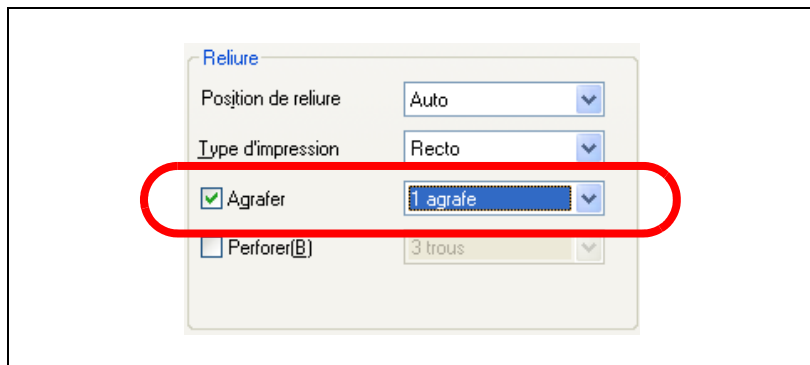 Reliure
Position de reliure Auto
Type d'impression Recto
Agrafer 1 agrafe
Perforer(B) 3 trous